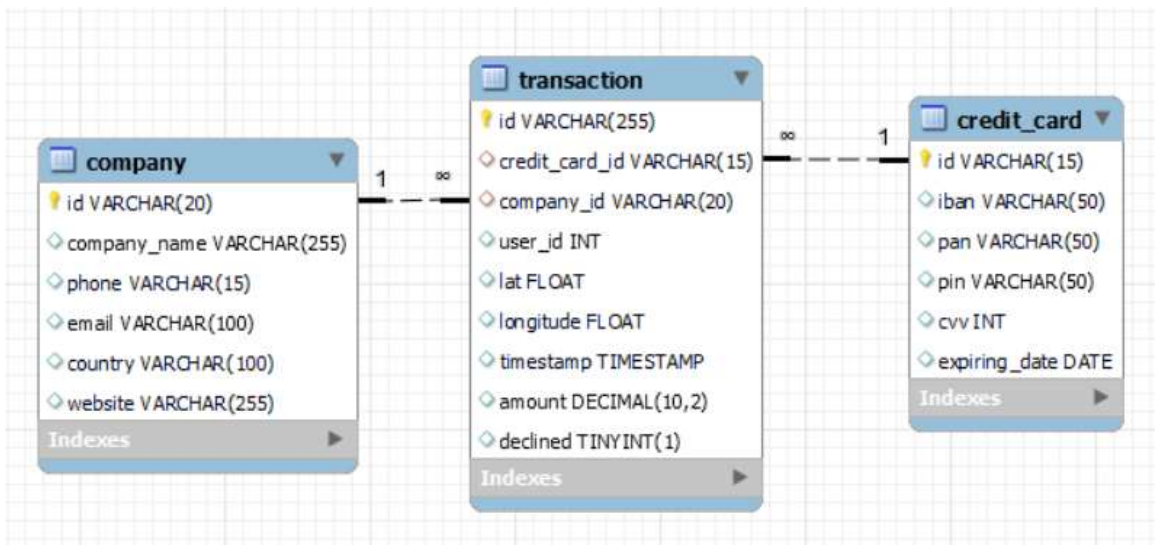 company
id VARCHAR(20)
company_name VARCHAR(255)
phone VARCHAR(15)
email VARCHAR(100)
country VARCHAR(100)
website VARCHAR(255)
Indexes
1
∞
transaction
id VARCHAR(255)
credit_card_id VARCHAR(15)
company_id VARCHAR(20)
user_id INT
lat FLOAT
longitude FLOAT
timestamp TIMESTAMP
amount DECIMAL(10,2)
declined TINYINT(1)
Indexes
∞
1
credit_card
id VARCHAR(15)
iban VARCHAR(50)
pan VARCHAR(50)
pin VARCHAR(50)
cvv INT
expiring_date DATE
Indexes